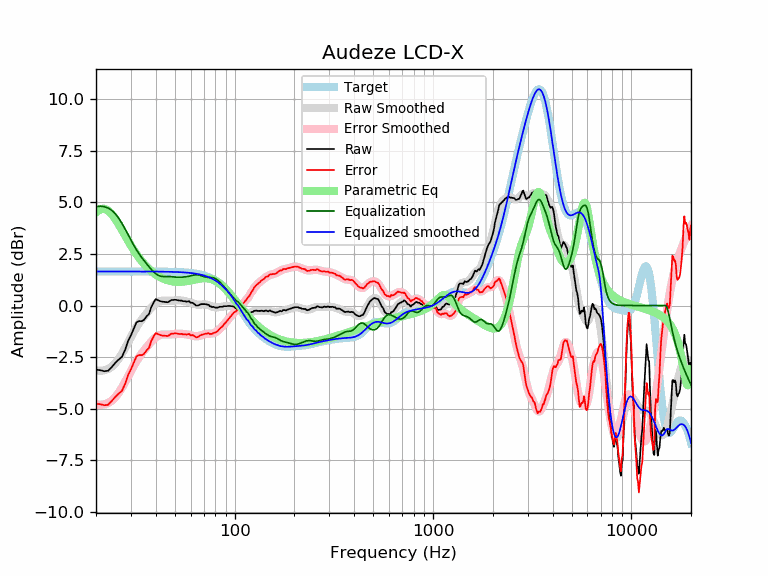 Audeze LCD-X
Target
Raw Smoothed
Error Smoothed
Raw
Error
Parametric Eq
Equalization
Equalized smoothed
10.0
7.5
5.0
2.5
0.0
−2.5
−5.0
−7.5
−10.0
Amplitude (dBr)
100
1000
10000
Frequency (Hz)